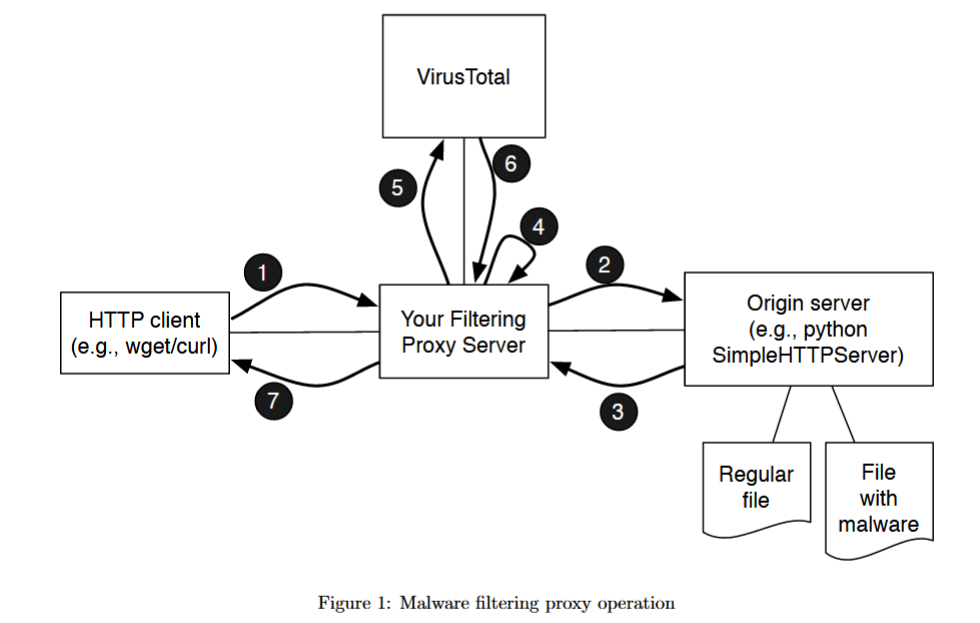 VirusTotal
6
5
4
2
1
HTTP client
(e.g., wget/curl)
Your Filtering
Proxy Server
Origin server
(e.g., python
SimpleHTTPServer)
7
3
Regular
file
File
with
malware
Figure 1: Malware filtering proxy operation